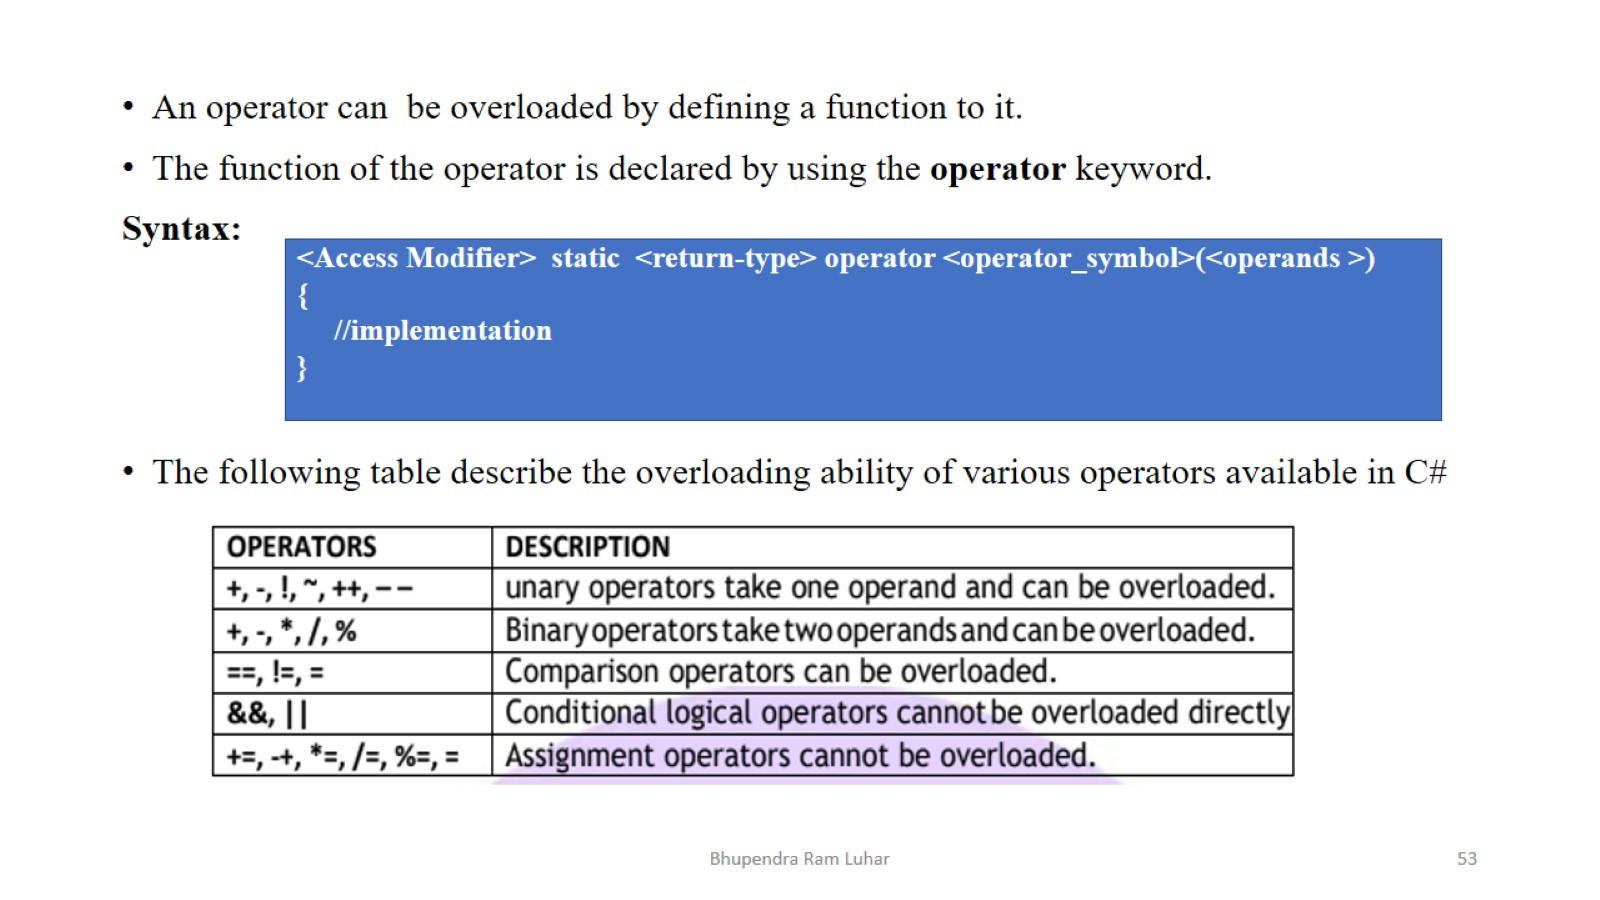 • An operator can  be overloaded by defining a function to it.
• The function of the operator is declared by using the operator keyword.
Syntax:
<Access Modifier>  static  <return-type> operator <operator_symbol>(<operands >)
{
//implementation
}
• The following table describe the overloading ability of various operators available in C#
OPERATORS DESCRIPTION
+, -, !, ~, ++, -- unary operators take one operand and can be overloaded.
+, -, *, /, % Binary operators take two operands and can be overloaded.
==, !=, = Comparison operators can be overloaded.
&&, || Conditional logical operators cannot be overloaded directly
+=, -+, *=, /=, %=, = Assignment operators cannot be overloaded.
Bhupendra Ram Luhar
53